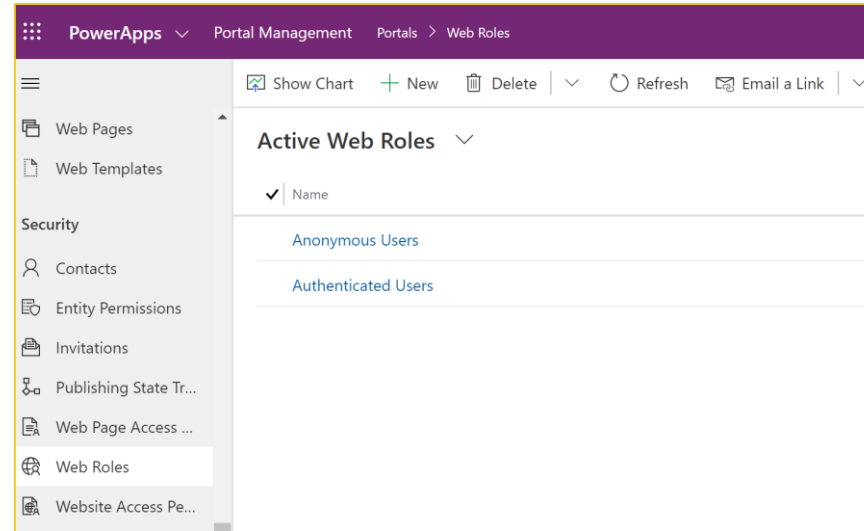 PowerApps Portal Management Portals > Web Roles
Show Chart New Delete Refresh Email a Link
Web Pages
Web Templates
Security
Contacts
Entity Permissions
Invitations
Publishing State Tr...
Web Page Access ...
Web Roles
Website Access Pe...
Active Web Roles
Name
Anonymous Users
Authenticated Users